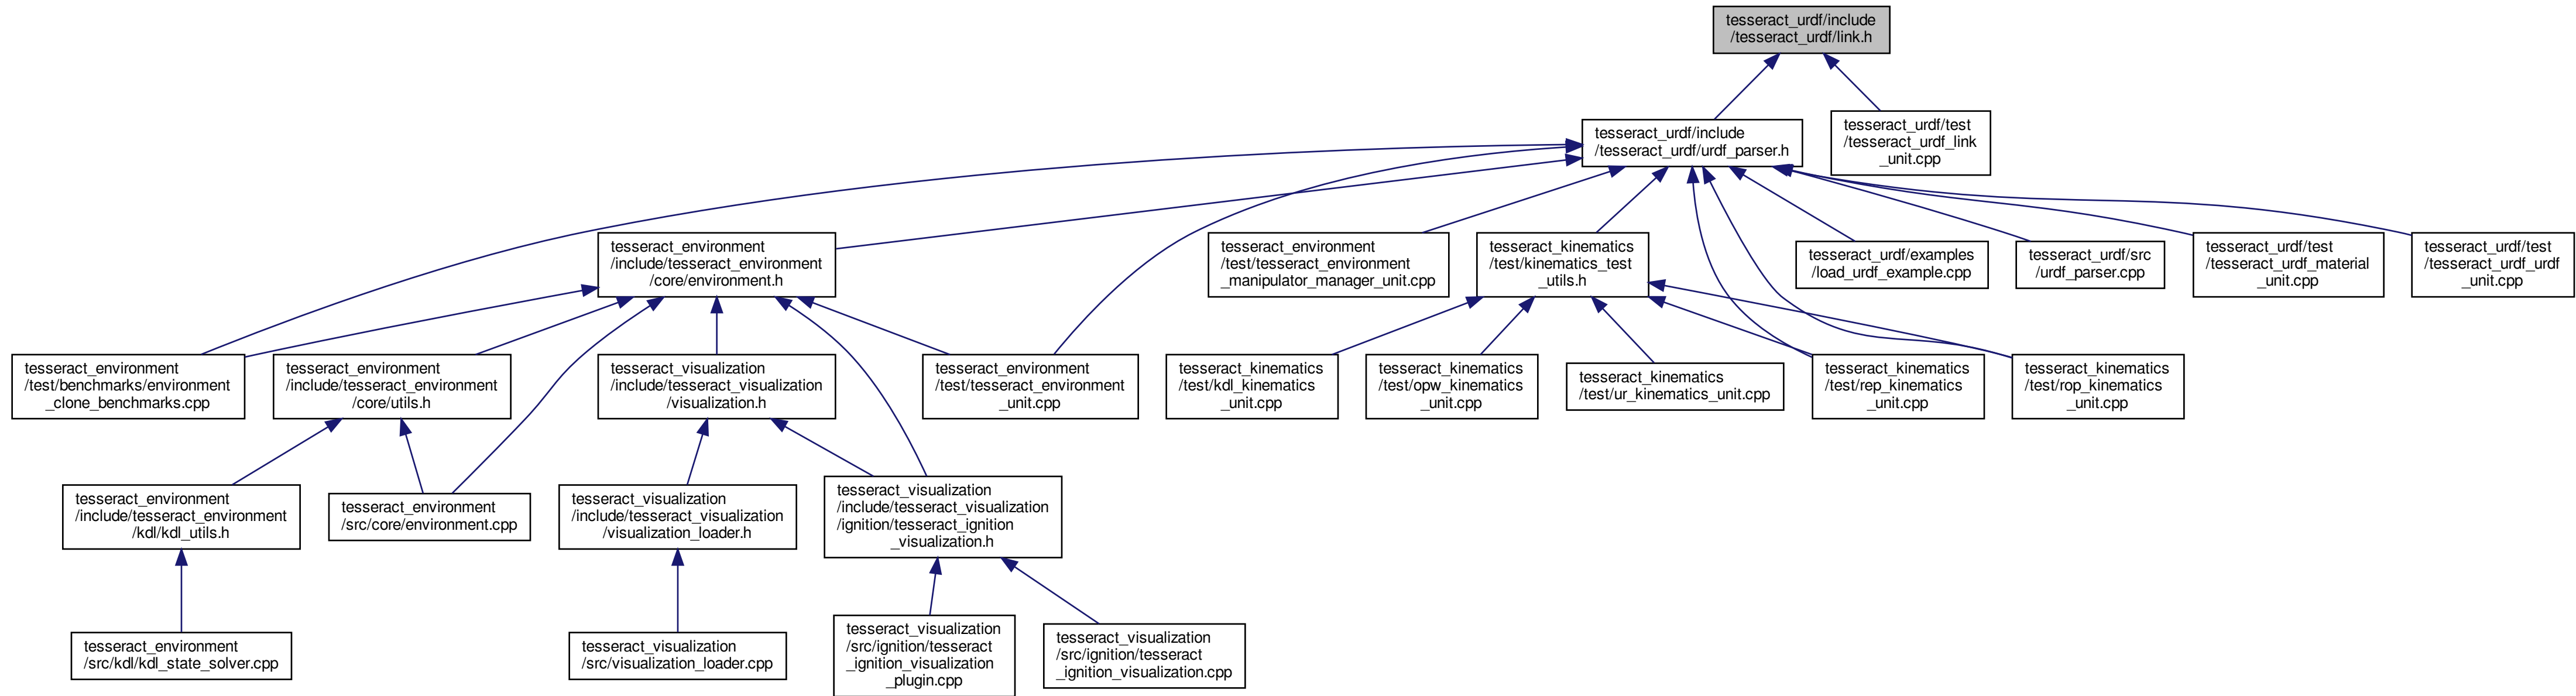 tesseract_urdf/include
/tesseract_urdf/link.h
tesseract_urdf/include
/tesseract_urdf/urdf_parser.h
tesseract_urdf/test
/tesseract_urdf_link
_unit.cpp
tesseract_environment
/include/tesseract_environment
/core/environment.h
tesseract_environment
/test/tesseract_environment
_manipulator_manager_unit.cpp
tesseract_kinematics
/test/kinematics_test
_utils.h
tesseract_urdf/examples
/load_urdf_example.cpp
tesseract_urdf/src
/urdf_parser.cpp
tesseract_urdf/test
/tesseract_urdf_material
_unit.cpp
tesseract_urdf/test
/tesseract_urdf_urdf
_unit.cpp
tesseract_environment
/test/benchmarks/environment
_clone_benchmarks.cpp
tesseract_environment
/include/tesseract_environment
/core/utils.h
tesseract_visualization
/include/tesseract_visualization
/visualization.h
tesseract_environment
/test/tesseract_environment
_unit.cpp
tesseract_kinematics
/test/kdl_kinematics
_unit.cpp
tesseract_kinematics
/test/opw_kinematics
_unit.cpp
tesseract_kinematics
/test/ur_kinematics_unit.cpp
tesseract_kinematics
/test/rep_kinematics
_unit.cpp
tesseract_kinematics
/test/rop_kinematics
_unit.cpp
tesseract_environment
/include/tesseract_environment
/kdl/kdl_utils.h
tesseract_environment
/src/core/environment.cpp
tesseract_visualization
/include/tesseract_visualization
/visualization_loader.h
tesseract_visualization
/include/tesseract_visualization
/ignition/tesseract_ignition
_visualization.h
tesseract_environment
/src/kdl/kdl_state_solver.cpp
tesseract_visualization
/src/visualization_loader.cpp
tesseract_visualization
/src/ignition/tesseract
_ignition_visualization
_plugin.cpp
tesseract_visualization
/src/ignition/tesseract
_ignition_visualization.cpp